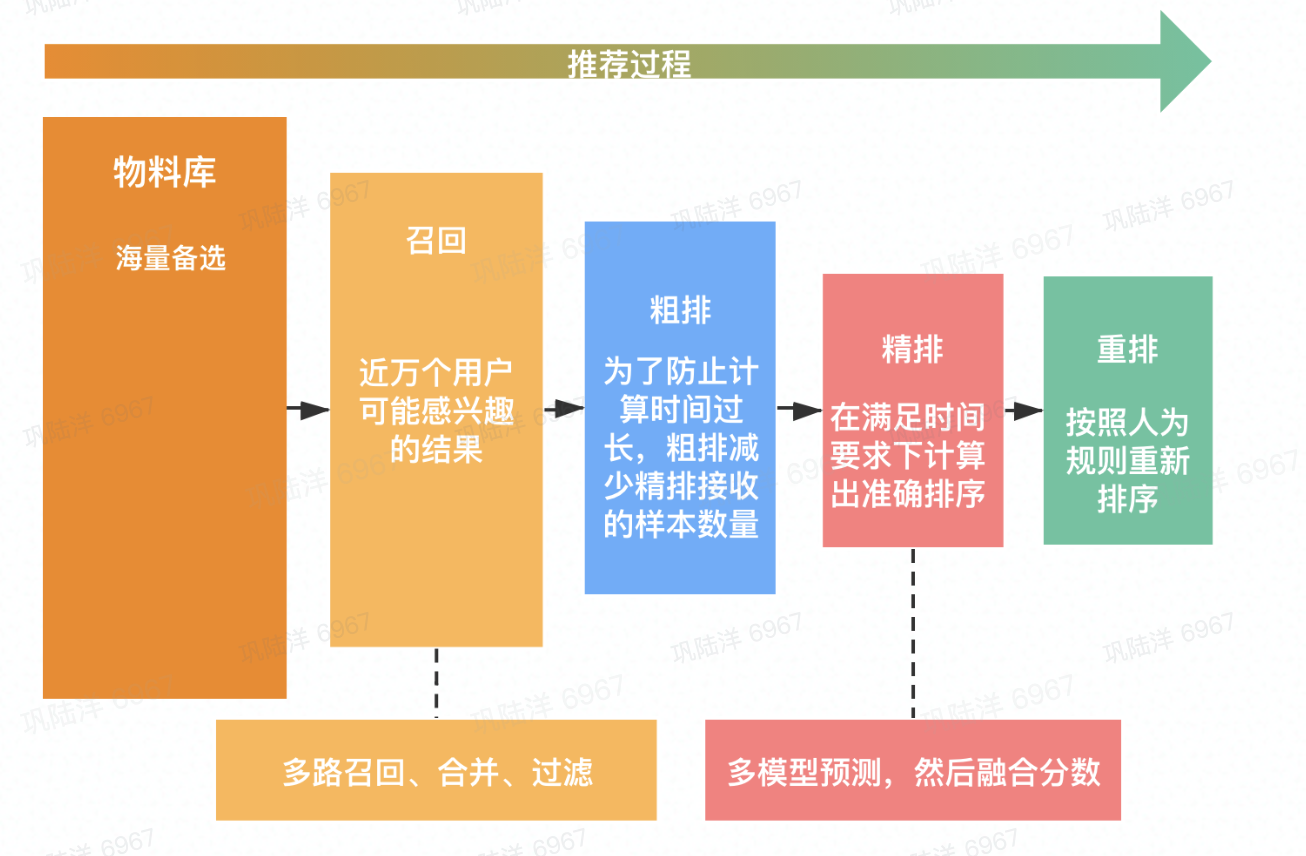 推荐过程
物料库
海量备选
召回
近万个用户
可能感兴趣
的结果
粗排
为了防止计
算时间过
长，粗排减
少精排接收
的样本数量
精排
在满足时间
要求下计算
出准确排序
重排
按照人为
规则重新
排序
多路召回、合并、过滤
多模型预测，然后融合分数
巩陆洋 6967